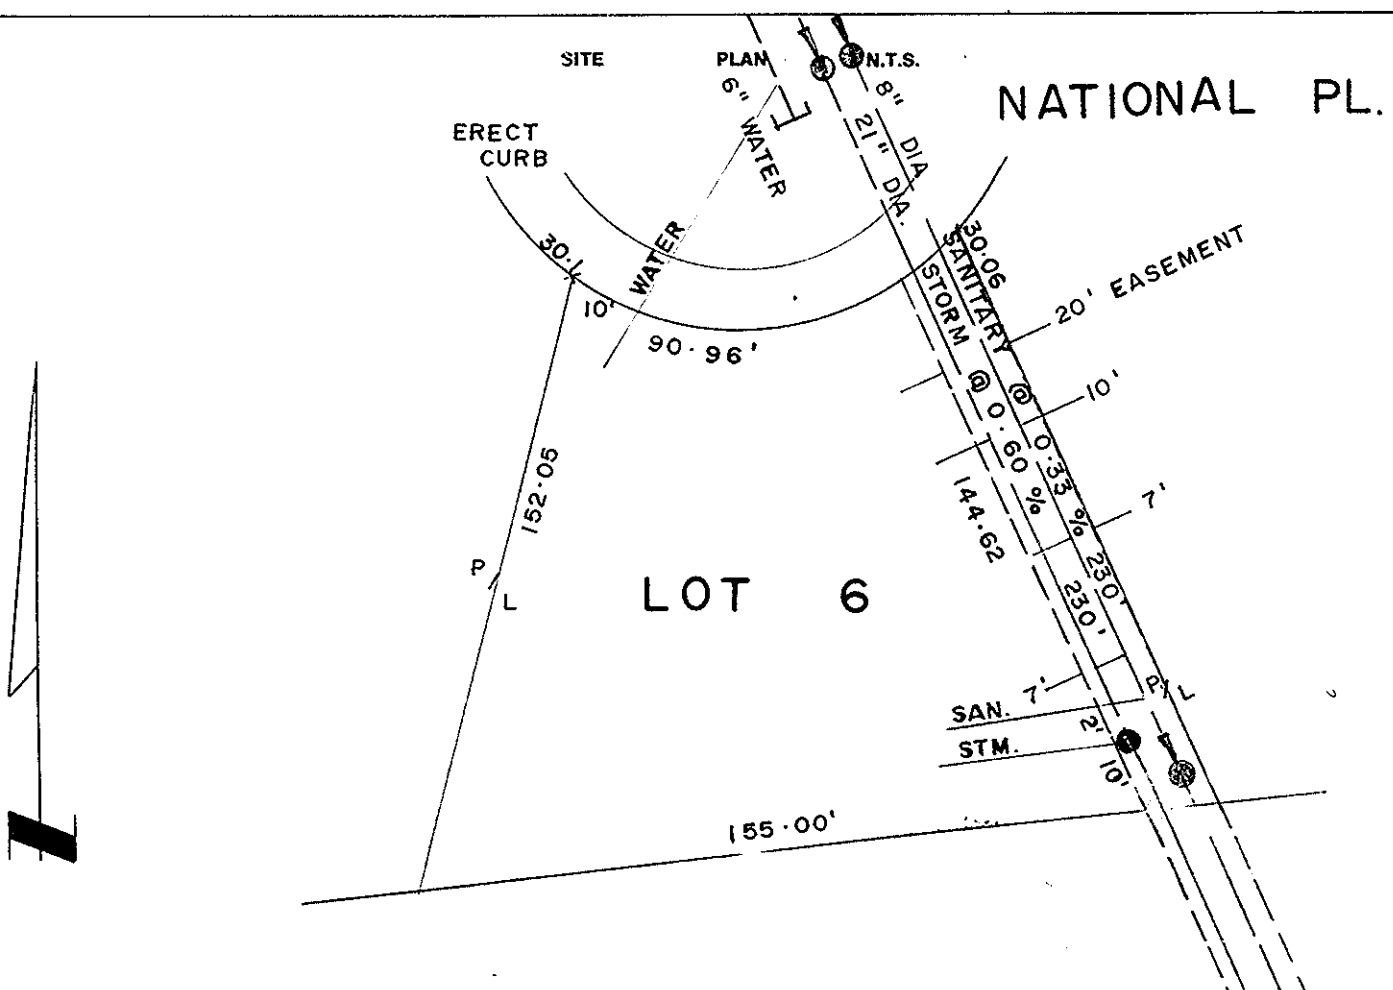 SITE PLAN N.T.S.
NATIONAL PL.
6" WATER
8" DIA SANITARY @ 0.33 % 230'
21" DIA. STORM @ 0.60 % 230'
ERECT
CURB
WATER
10'
90.96'
30.06
20' EASEMENT
10'
152.05
144.62
7'
P/L
LOT 6
7'
P/L
SAN.
STM.
2'
10'
155.00'